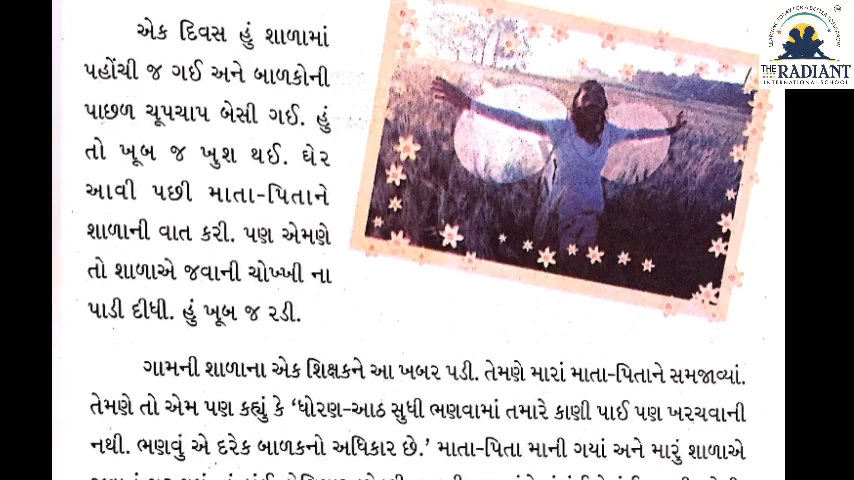 એક દિવસ હું શાળામાં
પહોંચી જ ગઈ અને બાળકોની
પાછળ ચૂપચાપ બેસી ગઈ. હું
તો ખૂબ જ ખુશ થઈ. ઘેર
આવી પછી માતા-પિતાને
શાળાની વાત કરી. પણ એમણે
તો શાળાએ જવાની ચોખ્ખી ના
પાડી દીધી. હું ખૂબ જ રડી.
ગામની શાળાના એક શિક્ષકને આ ખબર પડી. તેમણે મારાં માતા-પિતાને સમજાવ્યાં.
તેમણે તો એમ પણ કહ્યું કે ‘ધોરણ-આઠ સુધી ભણવામાં તમારે કાણી પાઈ પણ ખરચવાની
નથી. ભણવું એ દરેક બાળકનો અધિકાર છે.’ માતા-પિતા માની ગયાં અને મારું શાળાએ
THE RADIANT
INTERNATIONAL SCHOOL